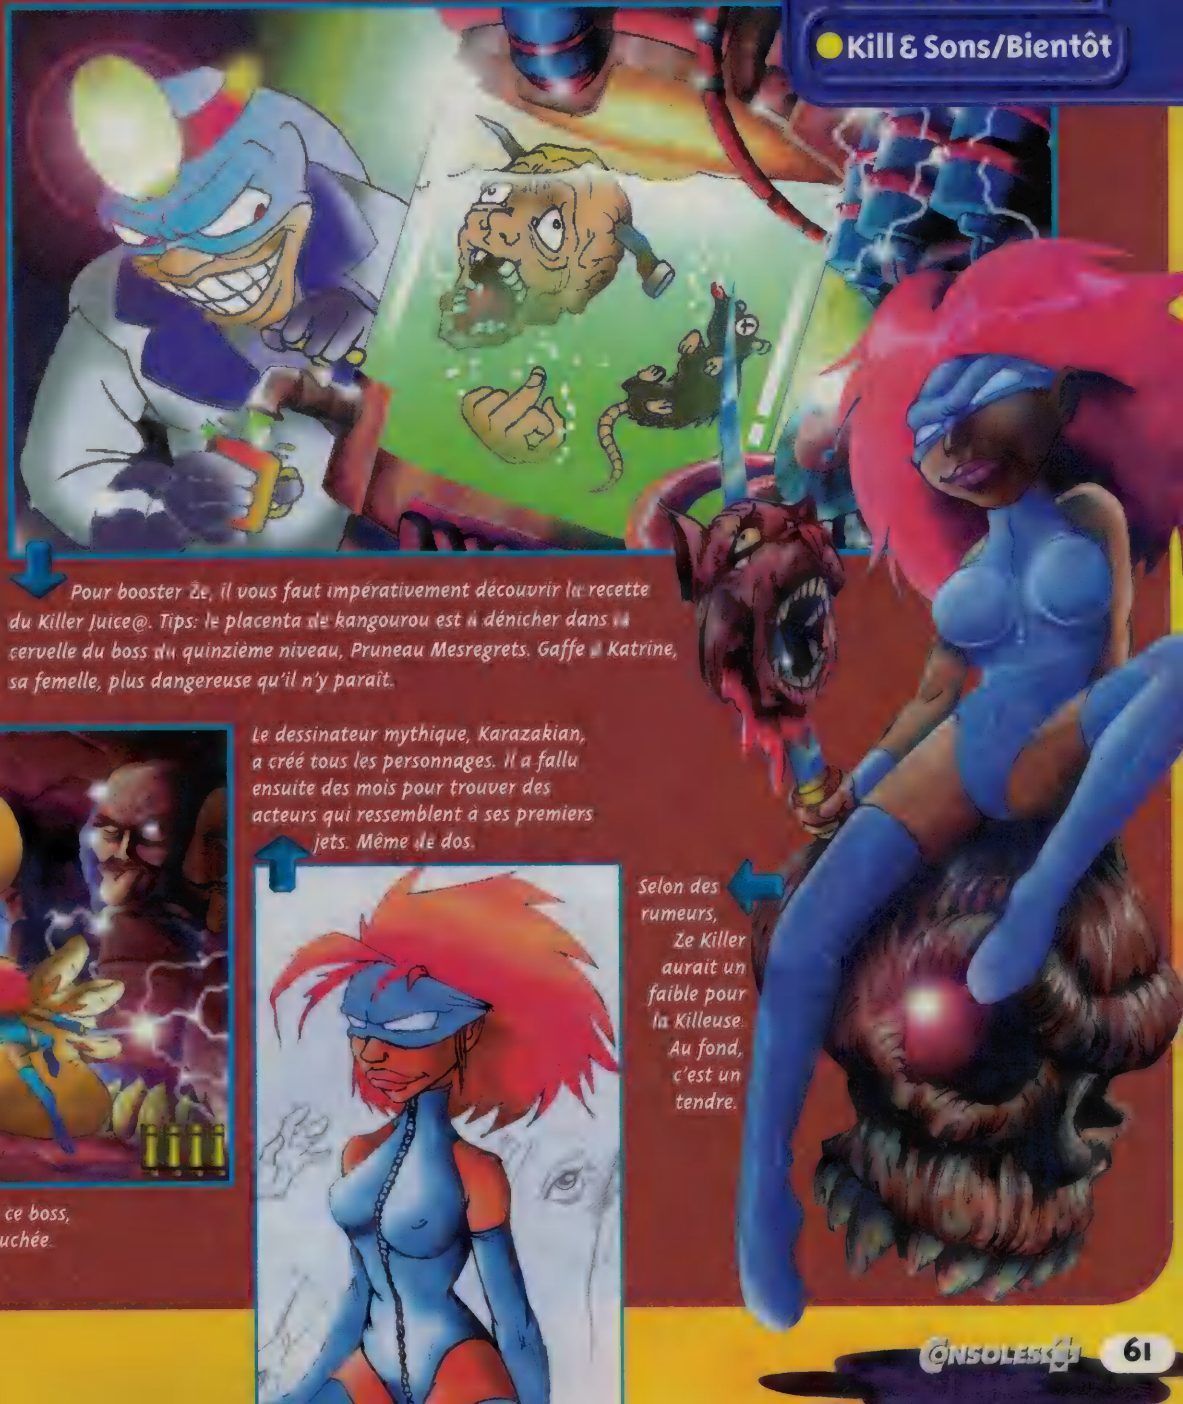 Kill & Sons/Bientôt
Pour booster Ze, il vous faut impérativement découvrir la recette
du Killer Juice@. Tips: le placenta de kangourou est à dénicher dans la
cervelle du boss du quinzième niveau, Pruneau Mesregrets. Gaffe à Katrine,
sa femelle, plus dangereuse qu'il n'y paraît.
Le dessinateur mythique, Karazakian,
a créé tous les personnages. Il a fallu
ensuite des mois pour trouver des
acteurs qui ressemblent à ses premiers
jets. Même de dos.
Selon des
rumeurs,
Ze Killer
aurait un
faible pour
la Killeuse.
Au fond,
c'est un
tendre.
ce boss,
uchée.
61